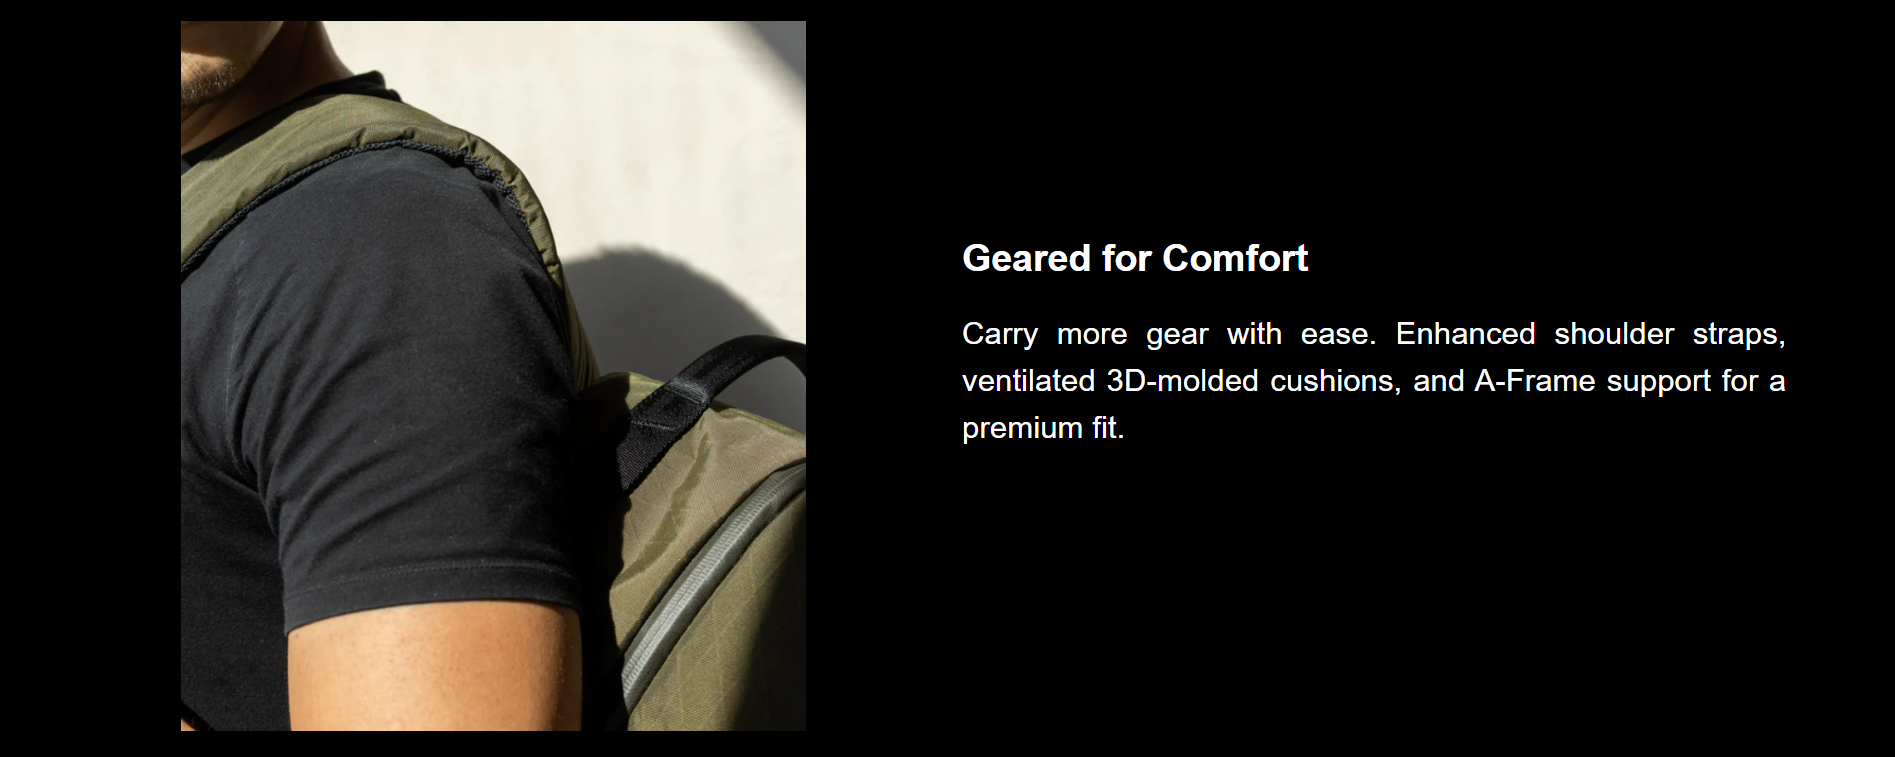 Geared for Comfort
Carry more gear with ease. Enhanced shoulder straps,
ventilated 3D-molded cushions, and A-Frame support for a
premium fit.